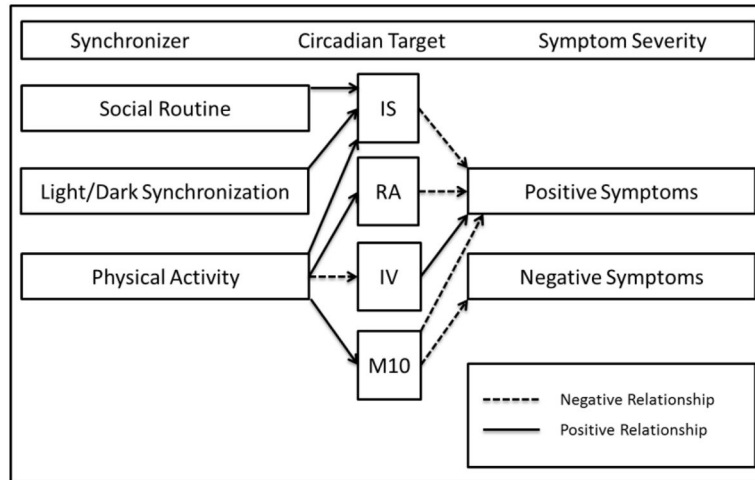 Synchronizer Circadian Target Symptom Severity
Social Routine
IS
Light/Dark Synchronization
RA
Positive Symptoms
Physical Activity
IV
Negative Symptoms
M10
Negative Relationship
Positive Relationship